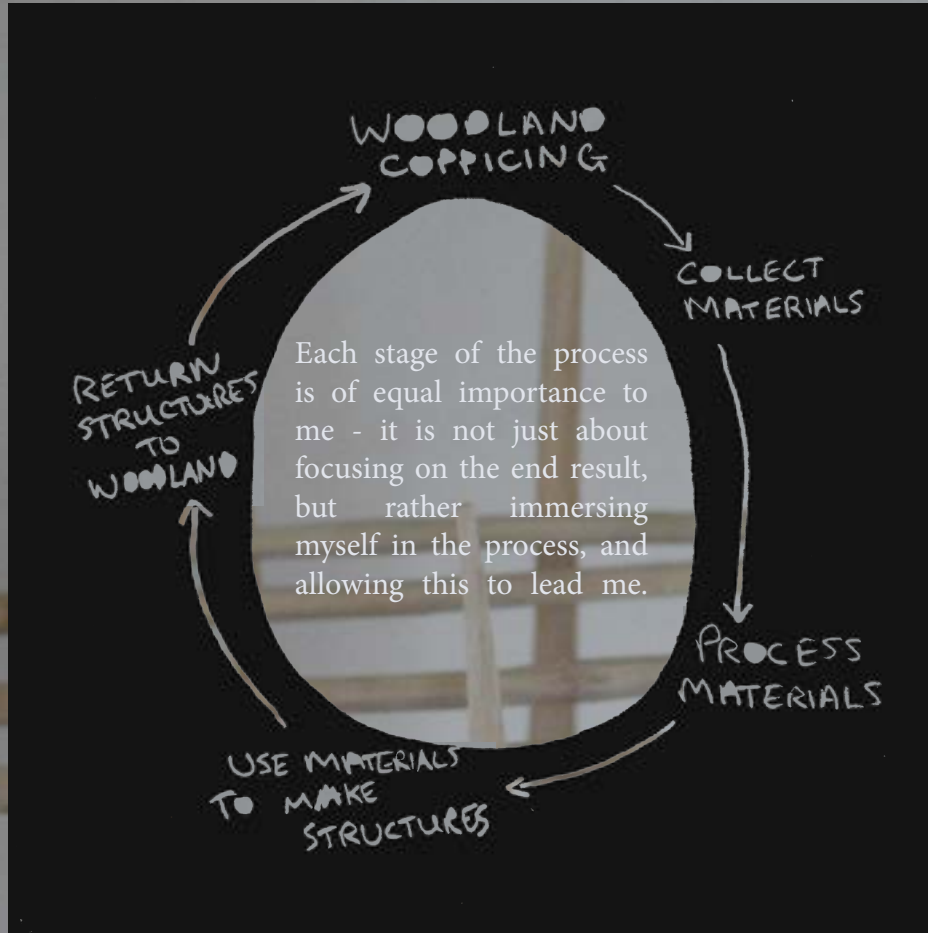 WOODLAND
COPPICING
COLLECT
MATERIALS
PROCESS
MATERIALS
USE MATERIALS
TO MAKE
STRUCTURES
RETURN
STRUCTURES
TO
WOODLAND
Each stage of the process
is of equal importance to
me - it is not just about
focusing on the end result,
but rather immersing
myself in the process, and
allowing this to lead me.